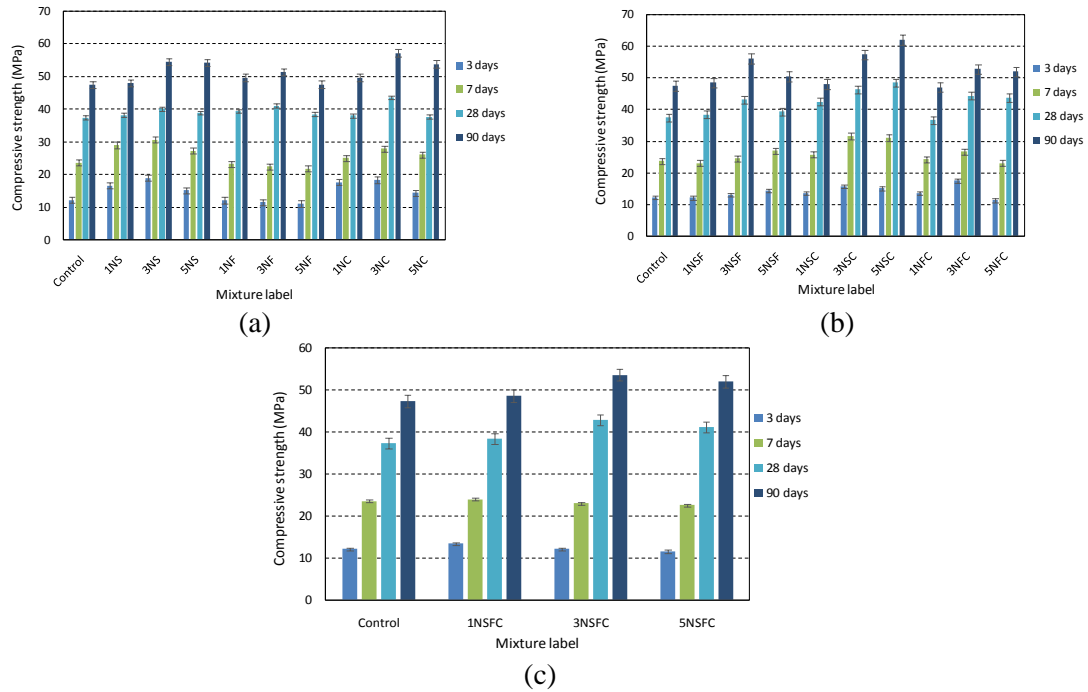 Compressive strength (MPa)
70
60
50
40
30
20
10
0
Control
1NS
3NS
5NS
1NF
3NF
5NF
1NC
3NC
5NC
Mixture label
3 days
7 days
28 days
90 days
(a)
Compressive strength (MPa)
70
60
50
40
30
20
10
0
Control
1NSF
3NSF
5NSF
1NSC
3NSC
5NSC
1NFC
3NFC
5NFC
Mixture label
3 days
7 days
28 days
90 days
(b)
Compressive strength (MPa)
60
50
40
30
20
10
0
Control
1NSFC
3NSFC
5NSFC
Mixture label
3 days
7 days
28 days
90 days
(c)